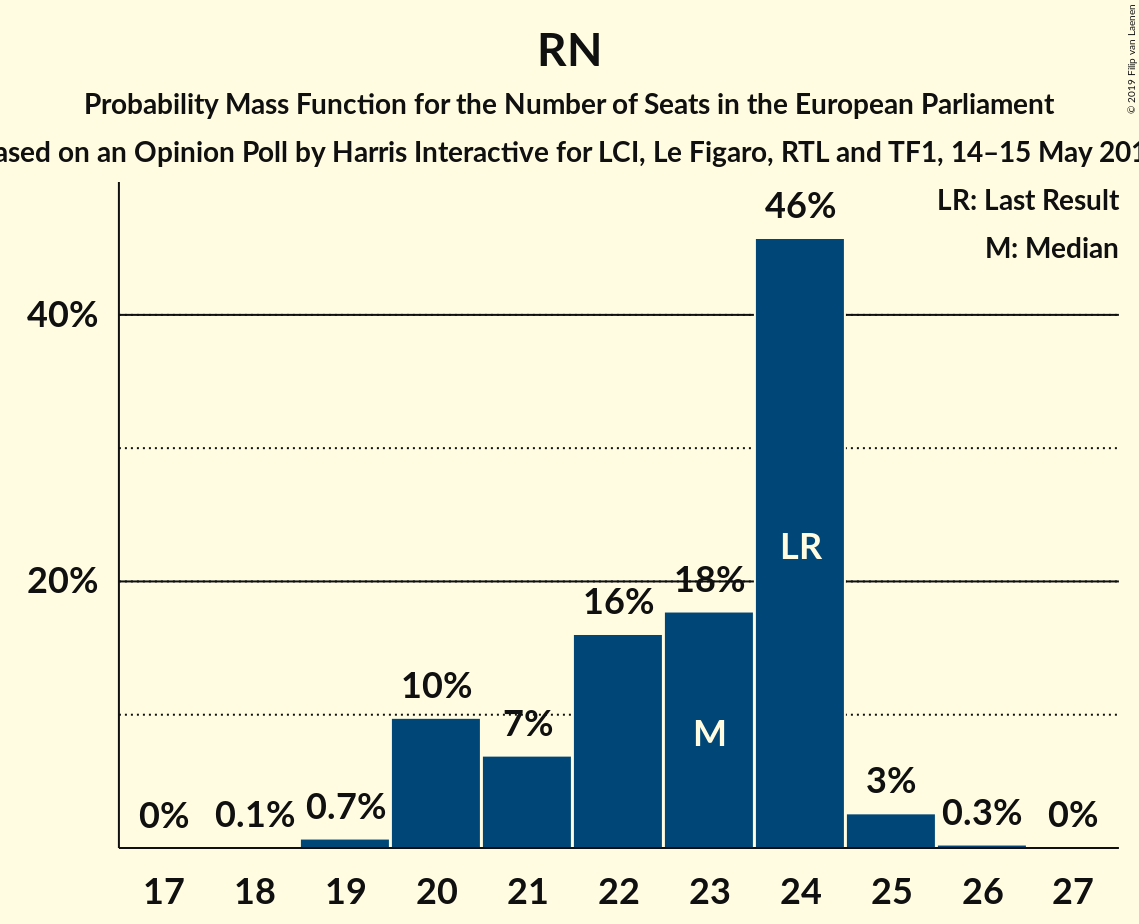 RN
Probability Mass Function for the Number of Seats in the European Parliament
ased on an Opinion Poll by Harris Interactive for LCI, Le Figaro, RTL and TF1, 14–15 May 201
© 2019 Filip van Laenen
LR: Last Result
M: Median
46%
40%
LR
20%
18%
16%
M
10%
7%
3%
0%
0.1%
0.7%
0.3%
0%
17 18 19 20 21 22 23 24 25 26 27